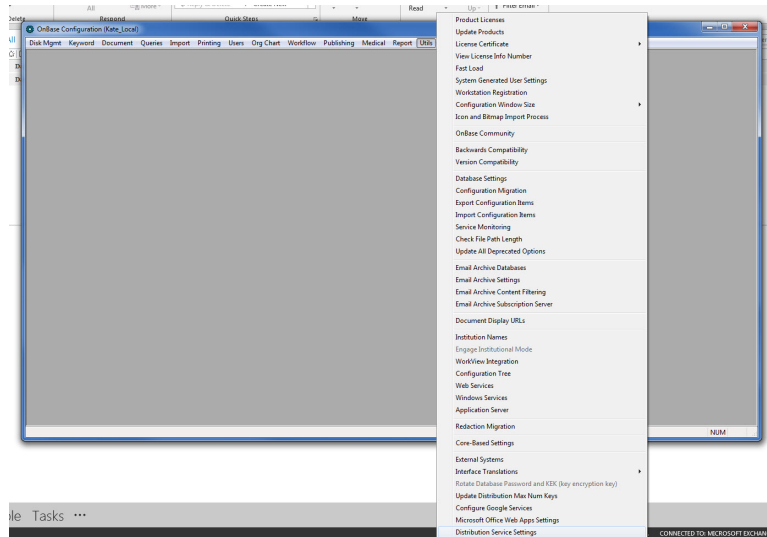 All
Read
Up
Filter Email
Delete
Respond
Quick Steps
Move
OnBase Configuration (Kate_Local)
Disk Mgmt Keyword Document Queries Import Printing Users Org Chart Workflow Publishing Medical Report Utils
Product Licenses
Update Products
License Certificate
View License Info Number
Fast Load
System Generated User Settings
Workstation Registration
Configuration Window Size
Icon and Bitmap Import Process
OnBase Community
Backwards Compatibility
Version Compatibility
Database Settings
Configuration Migration
Export Configuration Items
Import Configuration Items
Service Monitoring
Check File Path Length
Update All Deprecated Options
Email Archive Databases
Email Archive Settings
Email Archive Content Filtering
Email Archive Subscription Server
Document Display URLs
Institution Names
Engage Institutional Mode
WorkView Integration
Configuration Tree
Web Services
Windows Services
Application Server
Redaction Migration
NUM
Core-Based Settings
External Systems
Interface Translations
Rotate Database Password and KEK (key encryption key)
Update Distribution Max Num Keys
Configure Google Services
Tasks •••
Microsoft Office Web Apps Settings
Distribution Service Settings
CONNECTED TO: MICROSOFT EXCHAN